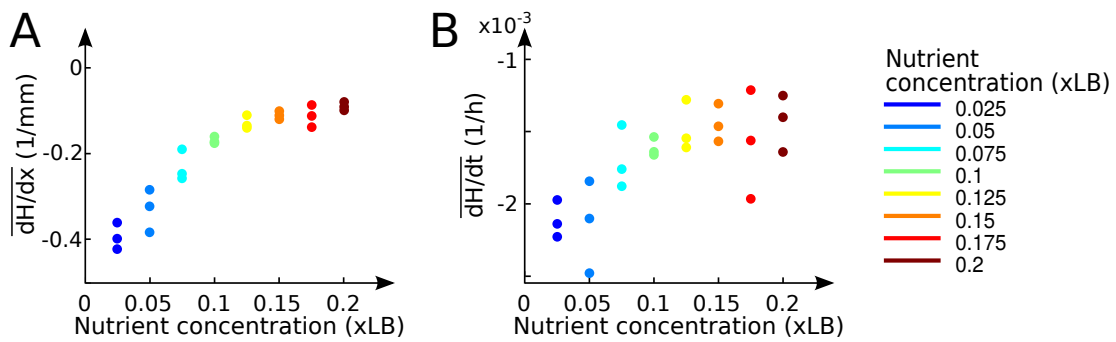 A
0
-0.2
-0.4
dH/dx (1/mm)
0 0.05 0.1 0.15 0.2
Nutrient concentration (xLB)
B
x10-3
-1
-2
dH/dt (1/h)
0 0.05 0.1 0.15 0.2
Nutrient concentration (xLB)
Nutrient
concentration (xLB)
0.025
0.05
0.075
0.1
0.125
0.15
0.175
0.2